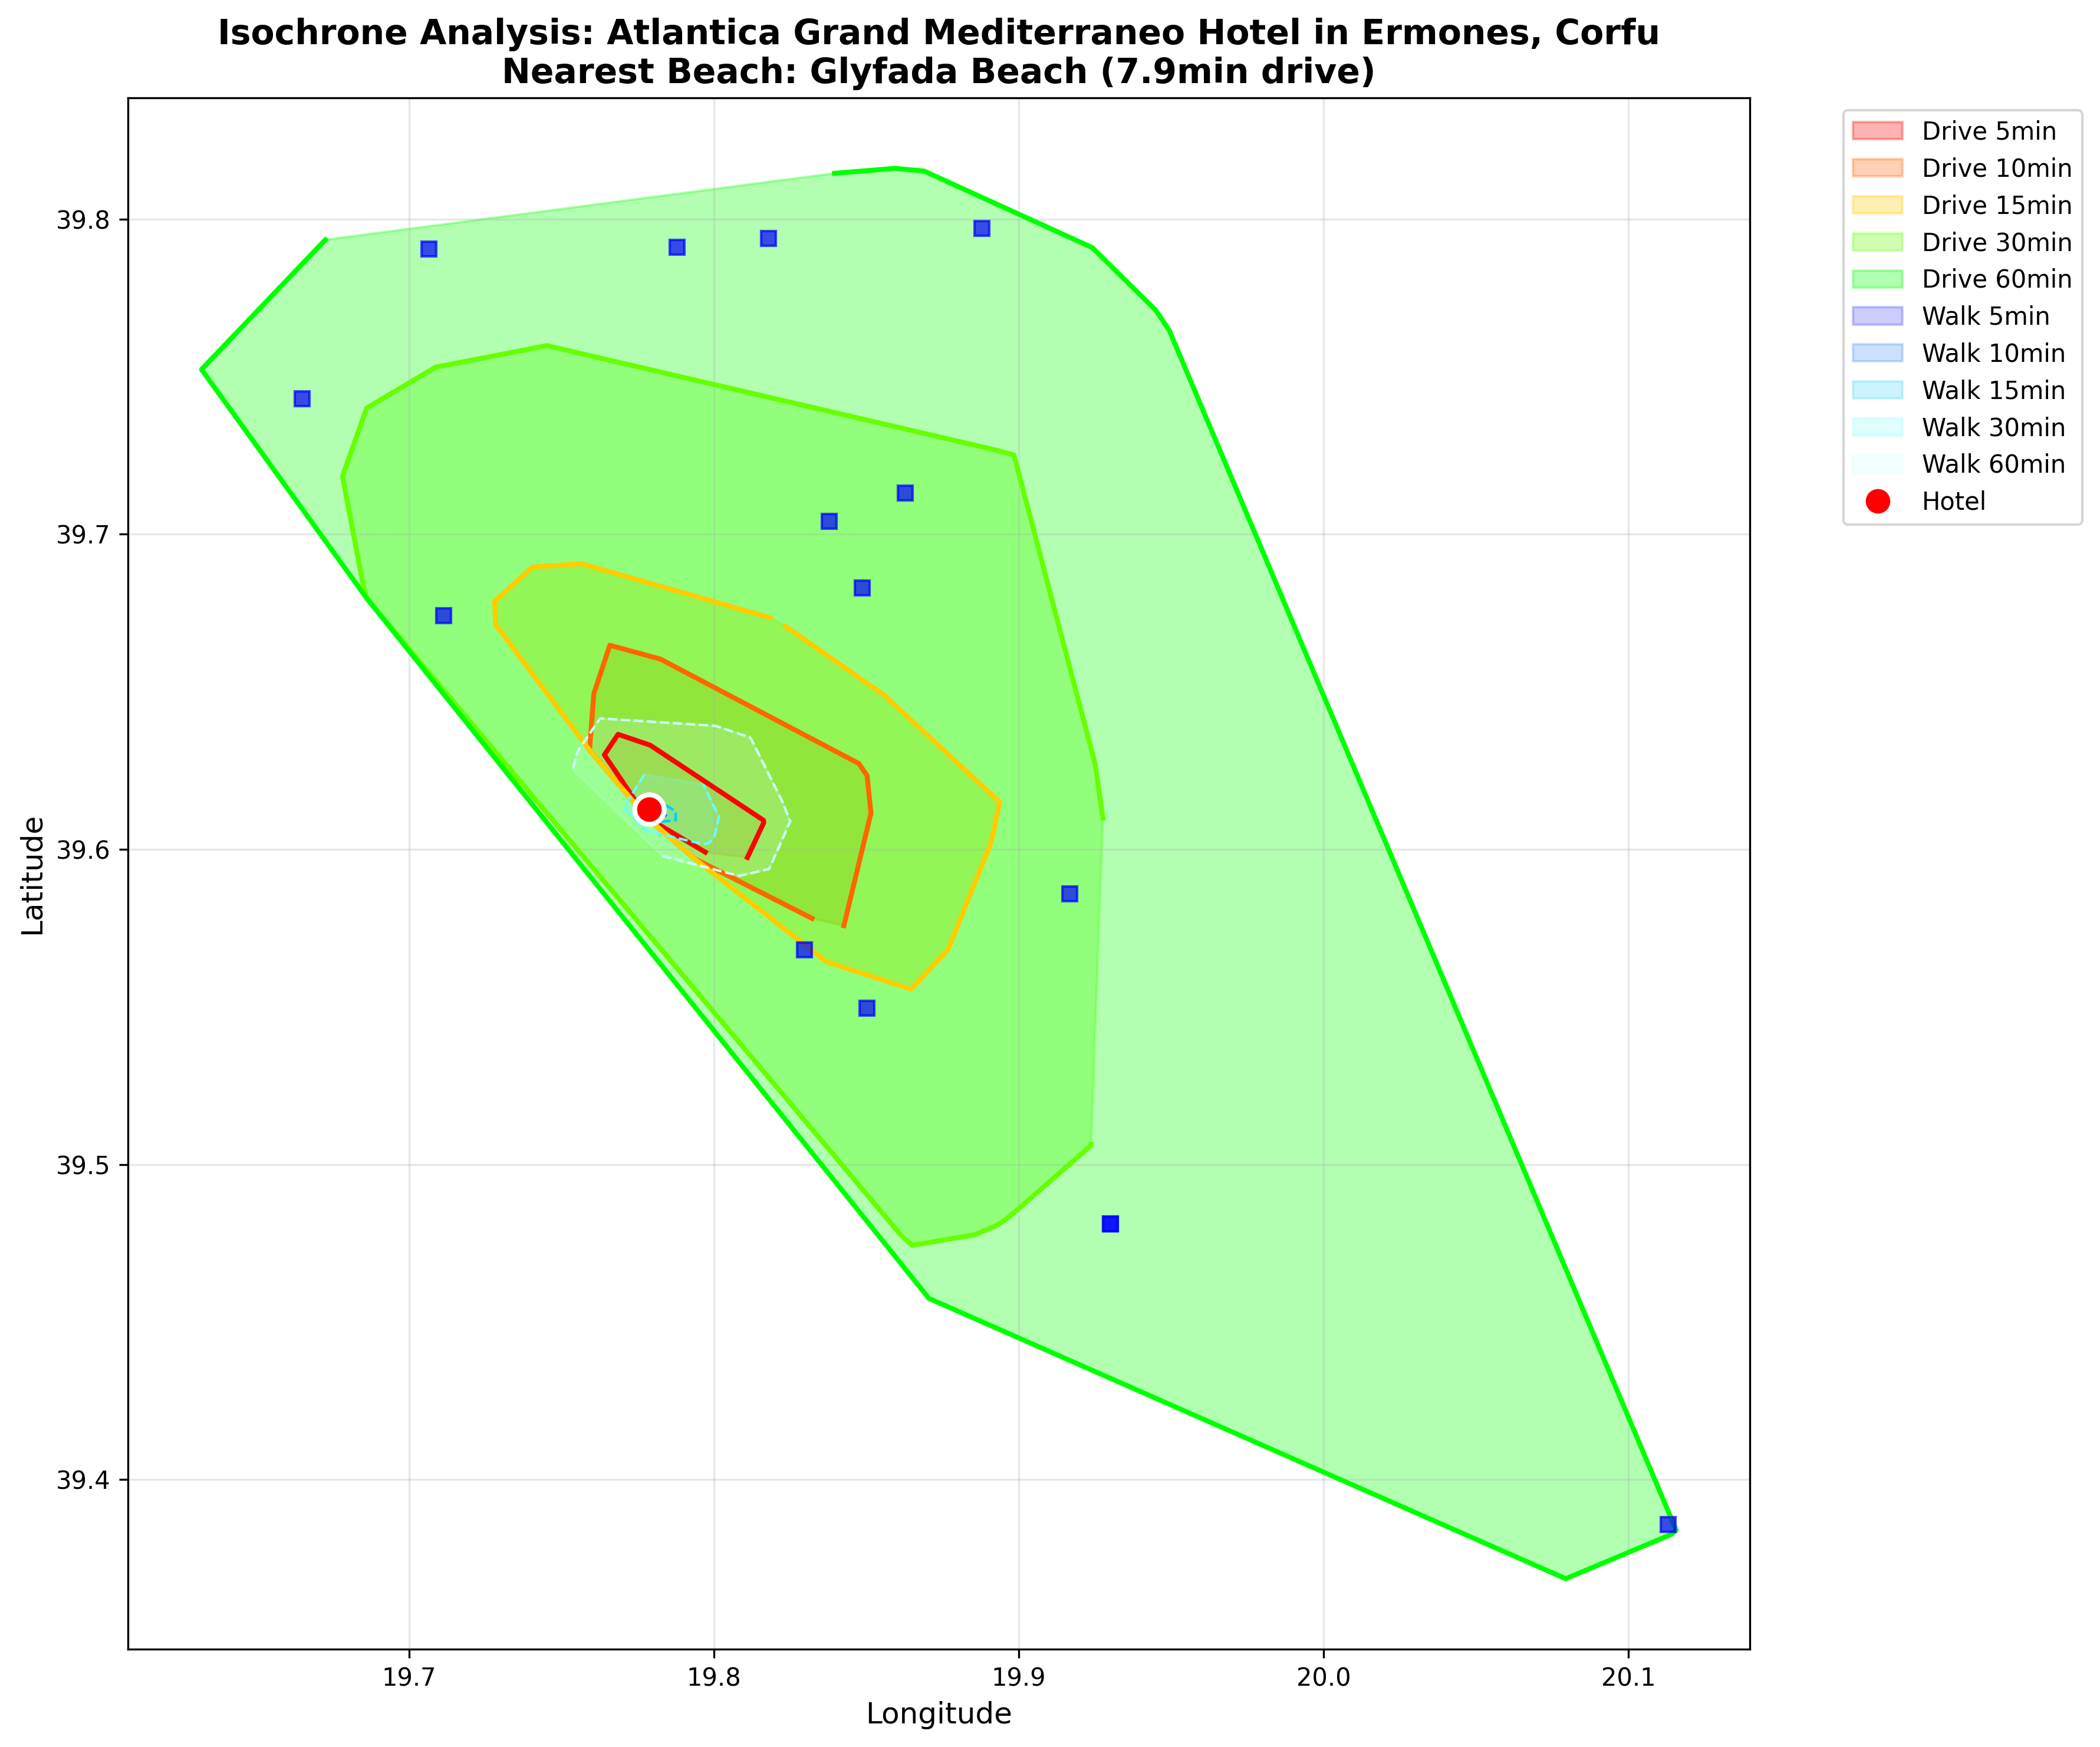 Isochrone Analysis: Atlantica Grand Mediterraneo Hotel in Ermones, Corfu
Nearest Beach: Glyfada Beach (7.9min drive)
Drive 5min
Drive 10min
Drive 15min
Drive 30min
Drive 60min
Walk 5min
Walk 10min
Walk 15min
Walk 30min
Walk 60min
Hotel
Latitude
39.8
39.7
39.6
39.5
39.4
19.7
19.8
19.9
20.0
20.1
Longitude